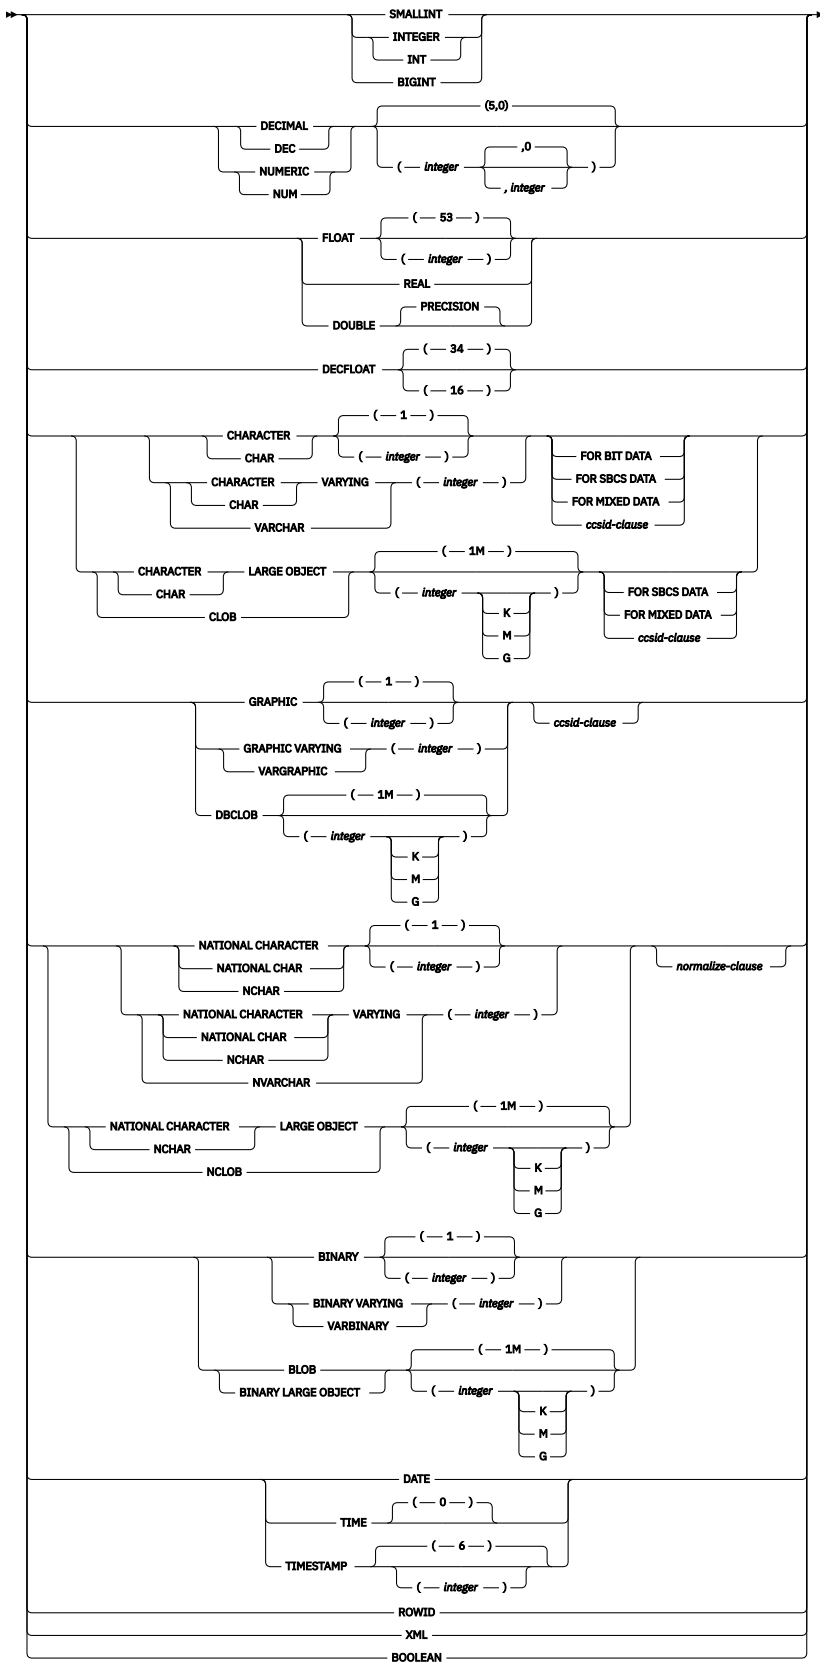 SMALLINT
INTEGER
INT
BIGINT
(5,0)
DECIMAL
DEC
,0
NUMERIC
( integer )
NUM
, integer
( 53 )
FLOAT
( integer )
REAL
PRECISION
DOUBLE
( 34 )
DECFLOAT
( 16 )
( 1 )
CHARACTER
CHAR ( integer ) FOR BIT DATA
CHARACTER VARYING ( integer ) FOR SBCS DATA
CHAR FOR MIXED DATA
VARCHAR ccsid-clause
( 1M )
CHARACTER LARGE OBJECT
CHAR ( integer ) FOR SBCS DATA
CLOB K FOR MIXED DATA
M ccsid-clause
G
( 1 )
GRAPHIC
( integer ) ccsid-clause
GRAPHIC VARYING ( integer )
VARGRAPHIC
( 1M )
DBCLOB
( integer )
K
M
G
( 1 )
NATIONAL CHARACTER
NATIONAL CHAR ( integer ) normalize-clause
NCHAR
NATIONAL CHARACTER VARYING ( integer )
NATIONAL CHAR
NCHAR
NVARCHAR
( 1M )
NATIONAL CHARACTER LARGE OBJECT
NCHAR ( integer )
NCLOB K
M
G
( 1 )
BINARY
( integer )
BINARY VARYING ( integer )
VARBINARY
( 1M )
BLOB
BINARY LARGE OBJECT ( integer )
K
M
G
DATE
( 0 )
TIME
( 6 )
TIMESTAMP
( integer )
ROWID
XML
BOOLEAN